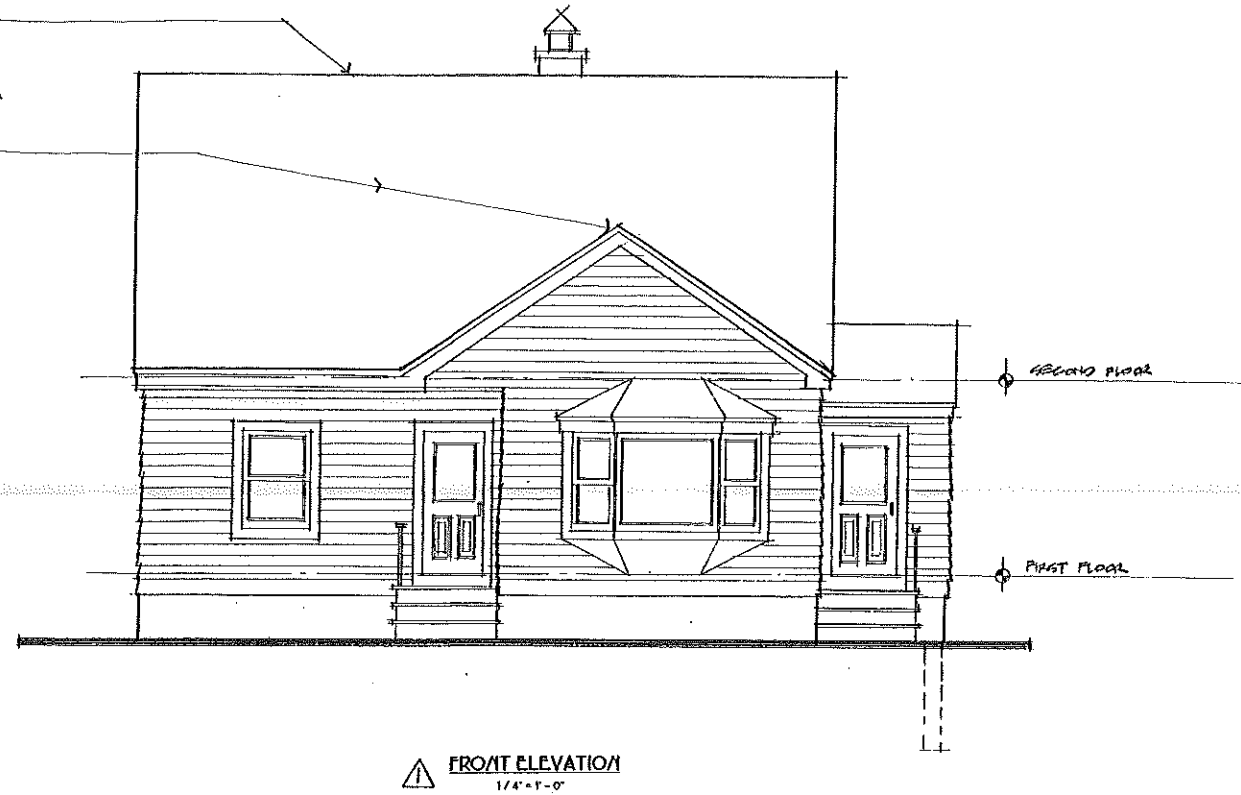 SECOND FLOOR
FIRST FLOOR
1
FRONT ELEVATION
1/4"=1'-0"